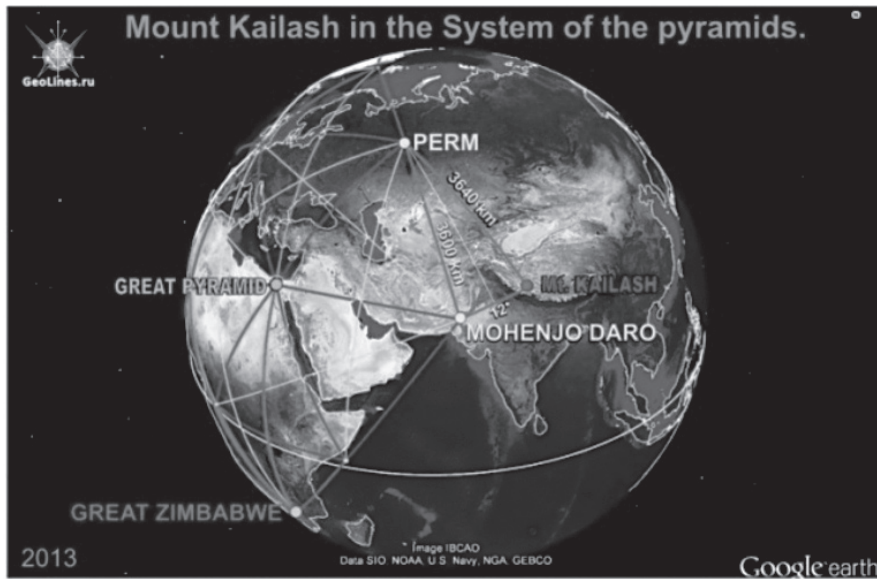 Mount Kailash in the System of the pyramids.
GeoLines.ru
PERM
3640 km
3600 km
GREAT PYRAMID
Mt. KAILASH
12°
MOHENJO DARO
GREAT ZIMBABWE
2013
Image IBCAO
Data SIO, NOAA, U.S. Navy, NGA, GEBCO
Google earth